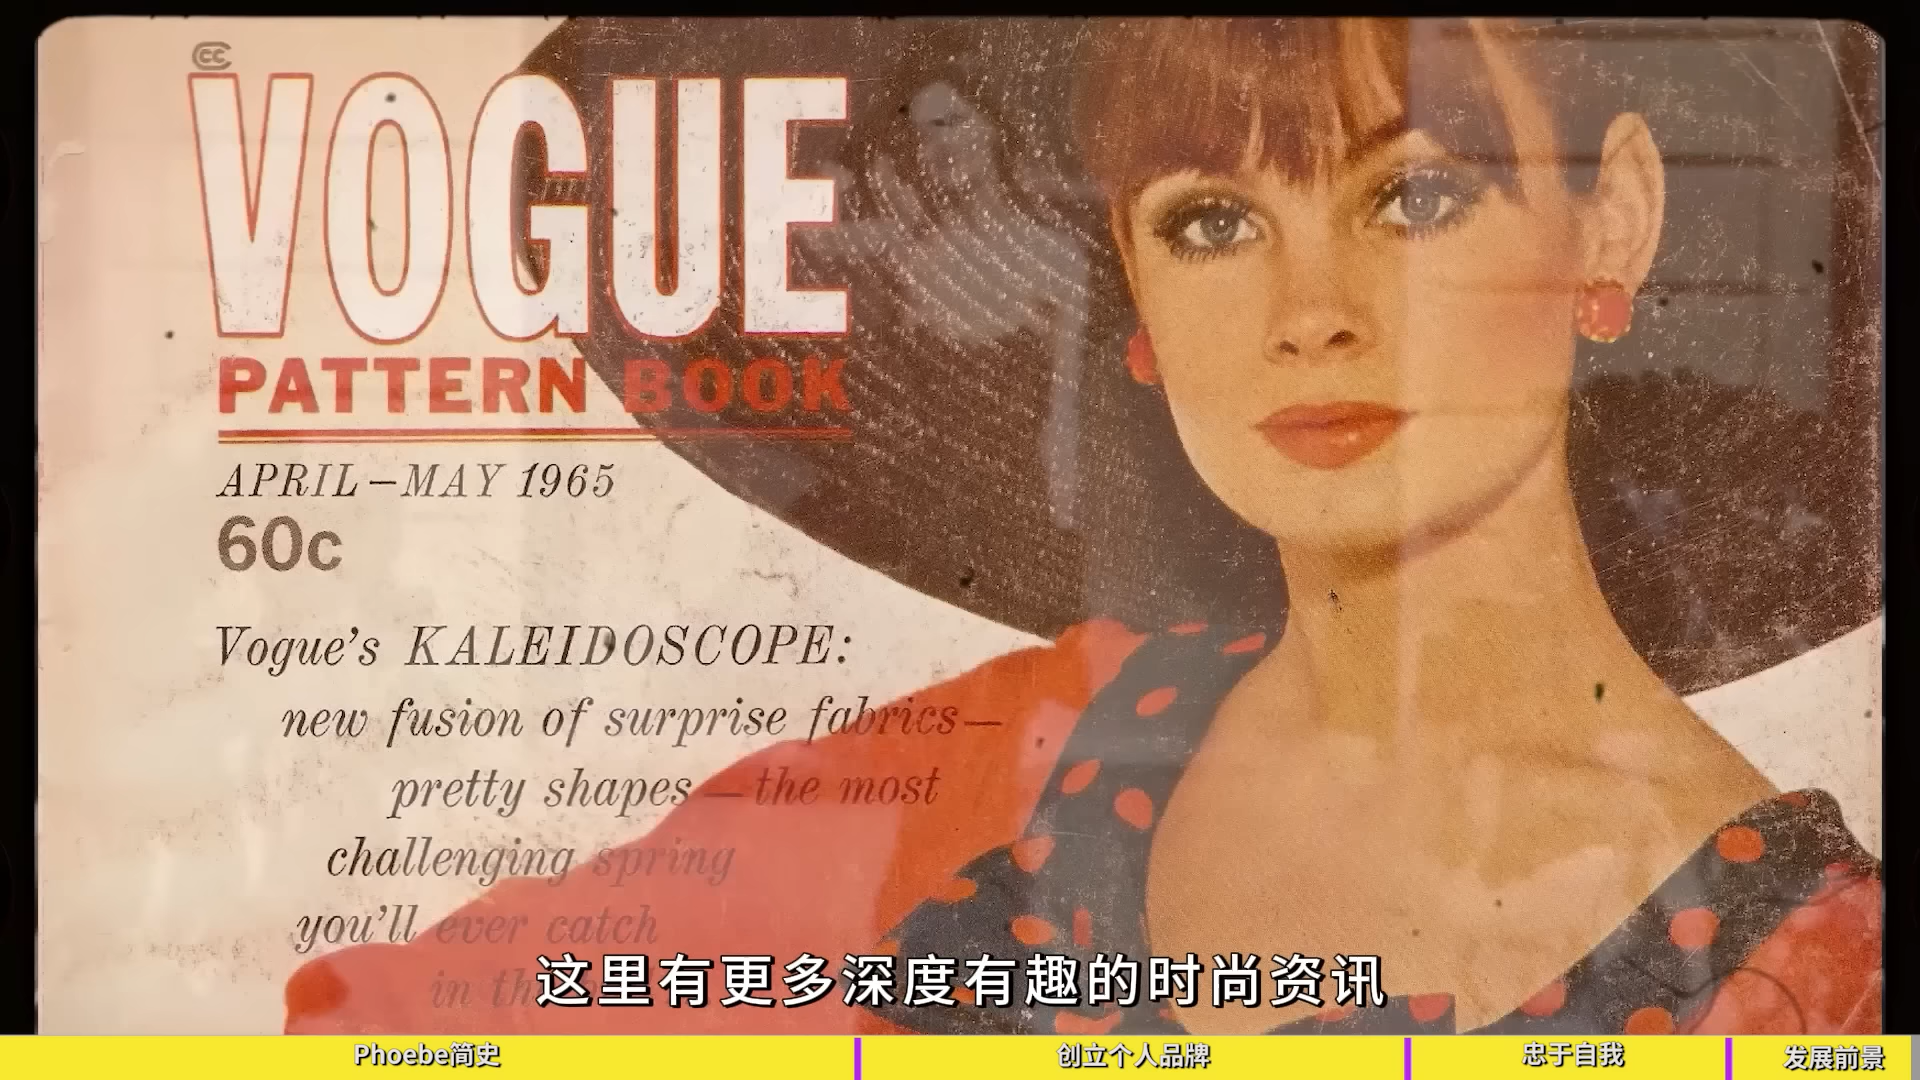 VOGUE
PATTERN BOOK
APRIL–MAY 1965
60c
Vogue's KALEIDOSCOPE:
new fusion of surprise fabrics—
pretty shapes—the most
challenging spring
you'll ever catch
in
这里有更多深度有趣的时尚资讯
Phoebe简史
创立个人品牌
忠于自我
发展前景